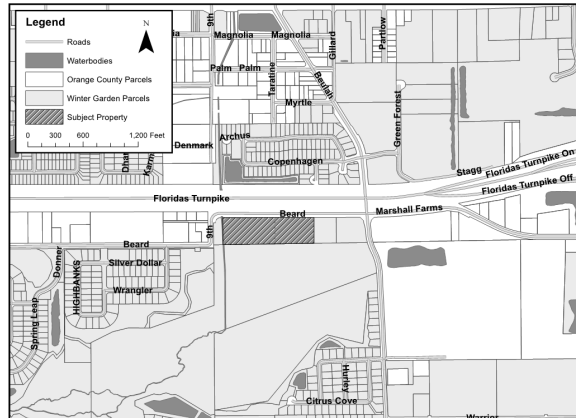 Legend
Roads
Waterbodies
Orange County Parcels
Winter Garden Parcels
Subject Property
0 300 600 1,200 Feet
N
9th
Magnolia
Magnolia
Gillard
Partlow
Palm
Palm
Taratine
Beulah
Myrtle
Green Forest
Archus
Denmark
Copenhagen
Stagg
Floridas Turnpike On
Floridas Turnpike Off
Floridas Turnpike
Beard
Marshall Farms
9th
Beard
Donner
Silver Dollar
HIGHBANKS
Wrangler
Spring Leap
Hurley
Citrus Cove
Warrior